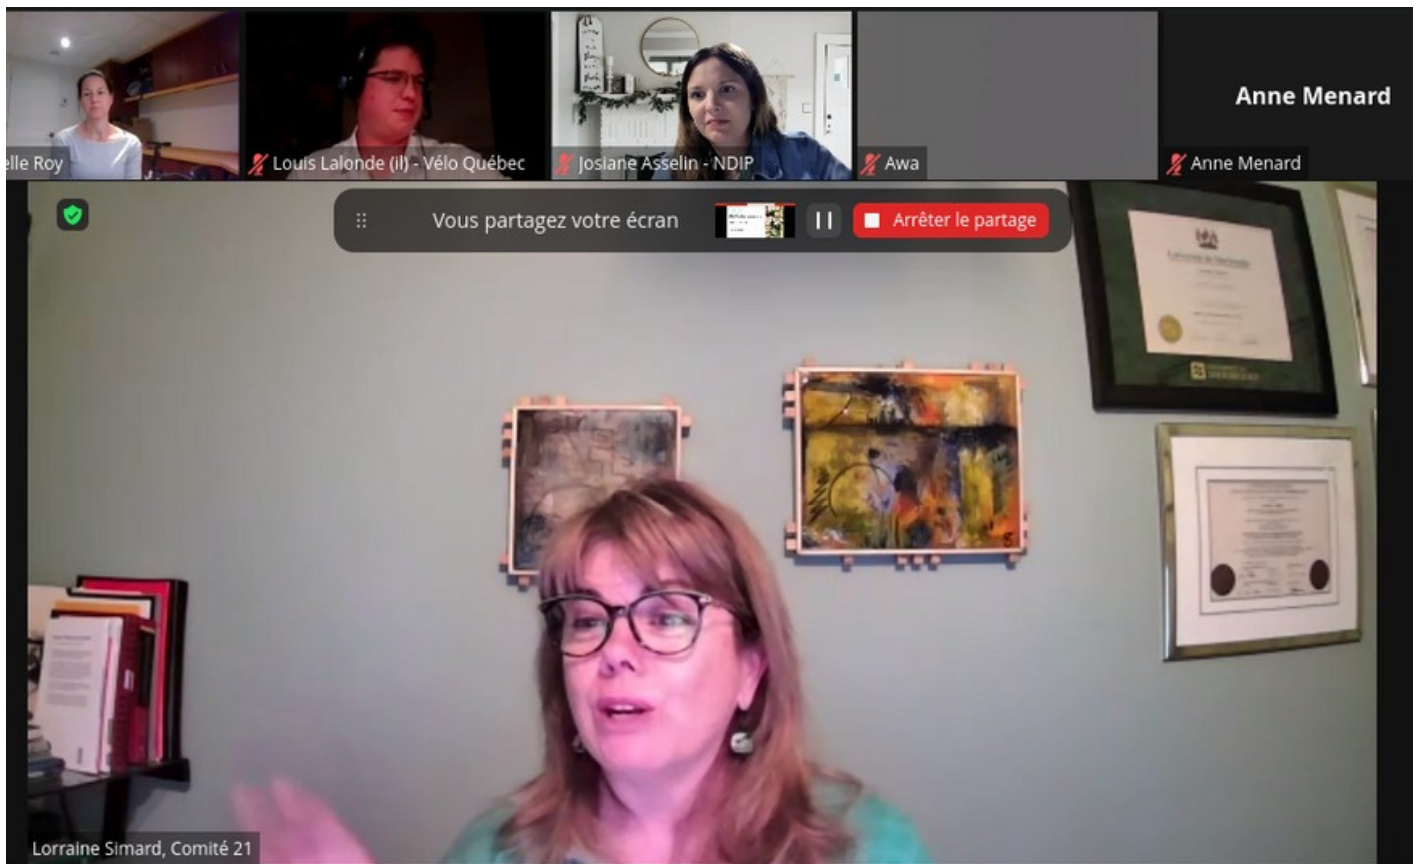 Anne Menard
elle Roy
Louis Lalonde (il) - Vélo Québec
Josiane Asselin - NDIP
Awa
Anne Menard
Vous partagez votre écran
Arrêter le partage
Lorraine Simard, Comité 21